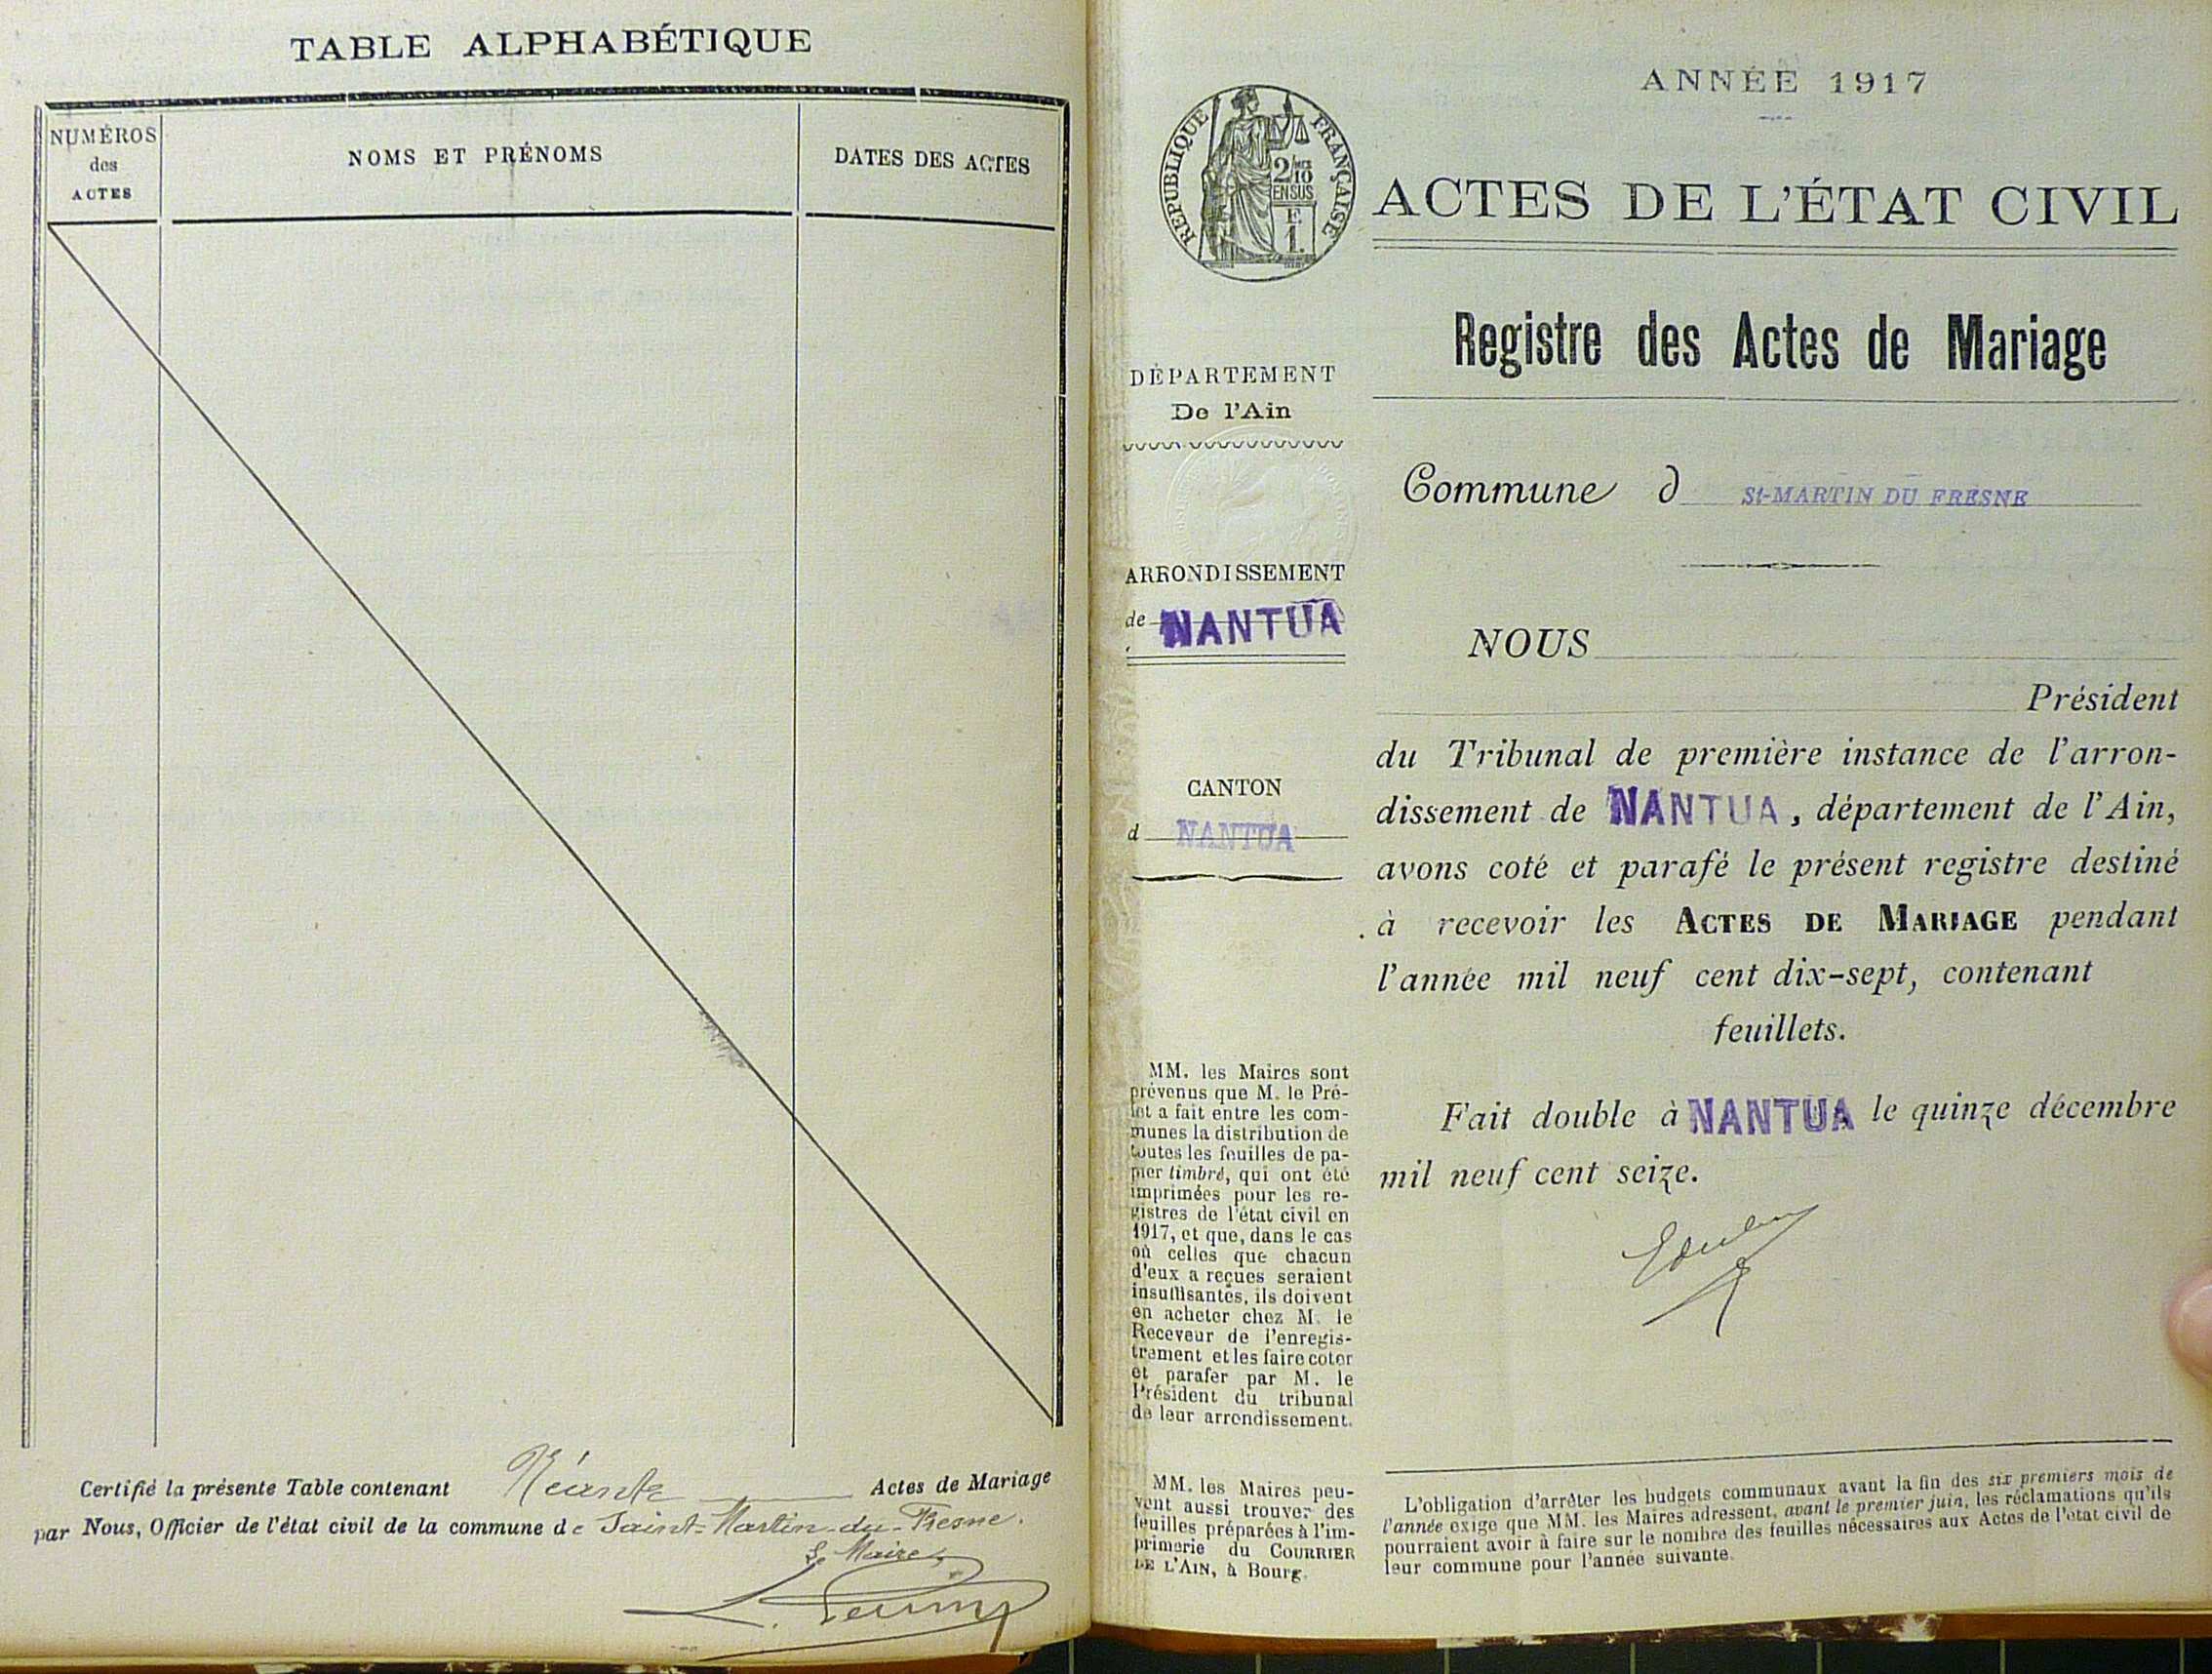 TABLE ALPHABÉTIQUE
NUMÉROS
des
ACTES
NOMS ET PRÉNOMS
DATES DES ACTES
Certifié la présente Table contenant Néante Actes de Mariage
par Nous, Officier de l'état civil de la commune de Saint-Martin-du-Fresne.
Le Maire,
ANNÉE 1917
RÉPUBLIQUE FRANÇAISE
2/10
EN SUS
ACTES DE L'ÉTAT CIVIL
Registre des Actes de Mariage
DÉPARTEMENT
De l'Ain
Commune d St-MARTIN DU FRESNE
ARRONDISSEMENT
de NANTUA
CANTON
d NANTUA
NOUS
Président
du Tribunal de première instance de l'arron-
dissement de NANTUA, département de l'Ain,
avons coté et parafé le présent registre destiné
à recevoir les ACTES DE MARIAGE pendant
l'année mil neuf cent dix-sept, contenant
feuillets.
Fait double à NANTUA le quinze décembre
mil neuf cent seize.
MM. les Maires sont
prévenus que M. le Pré-
fet a fait entre les com-
munes la distribution de
toutes les feuilles de pa-
pier timbré, qui ont été
imprimées pour les re-
gistres de l'état civil en
1917, et que, dans le cas
où celles que chacun
d'eux a reçues seraient
insuffisantes, ils doivent
en acheter chez M. le
Receveur de l'enregis-
trement et les faire coter
et parafer par M. le
Président du tribunal
de leur arrondissement.
MM. les Maires peu-
vent aussi trouver des
feuilles préparées à l'im-
primerie du COURRIER
DE L'AIN, à Bourg.
L'obligation d'arrêter les budgets communaux avant la fin des six premiers mois de
l'année exige que MM. les Maires adressent, avant le premier juin, les réclamations qu'ils
pourraient avoir à faire sur le nombre des feuilles nécessaires aux Actes de l'état civil de
leur commune pour l'année suivante.